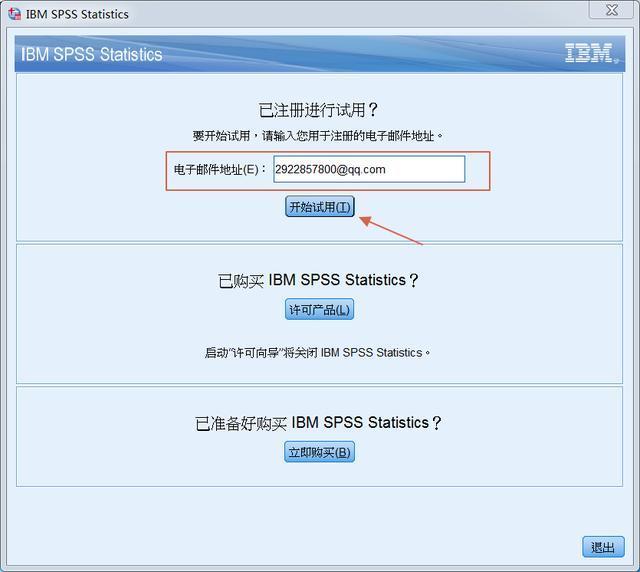 IBM SPSS Statistics
IBM SPSS Statistics
IBM
已注册进行试用？
要开始试用，请输入您用于注册的电子邮件地址。
电子邮件地址(E)： 2922857800@qq.com
开始试用(T)
已购买 IBM SPSS Statistics？
许可产品(L)
启动“许可向导”将关闭 IBM SPSS Statistics。
已准备好购买 IBM SPSS Statistics？
立即购买(B)
退出